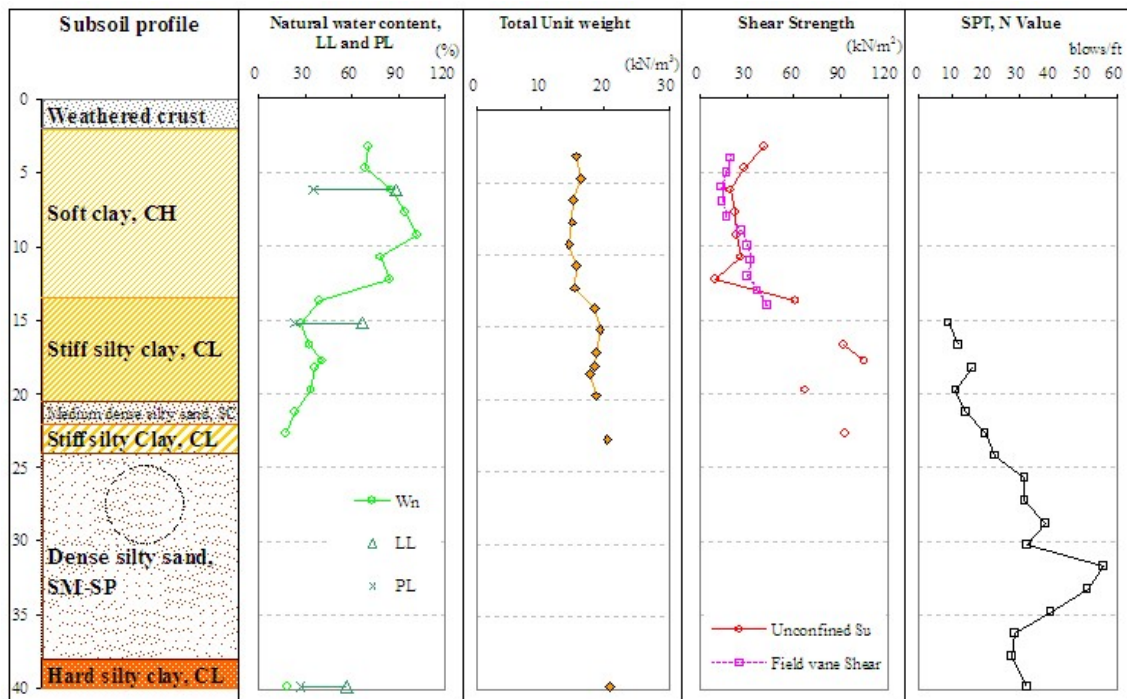 Subsoil profile
Natural water content,
LL and PL
(%)
0 30 60 90 120
Total Unit weight
(kN/m³)
0 10 20 30
Shear Strength
(kN/m²)
0 30 60 90 120
SPT, N Value
blows/ft
0 10 20 30 40 50 60
0
Weathered crust
5
Soft clay, CH
10
15
Stiff silty clay, CL
20
Medium dense silty sand, SC
Stiff silty Clay, CL
25
Wn
LL
30
Dense silty sand,
PL
SM-SP
35
Unconfined Su
Field vane Shear
Hard silty clay, CL
40